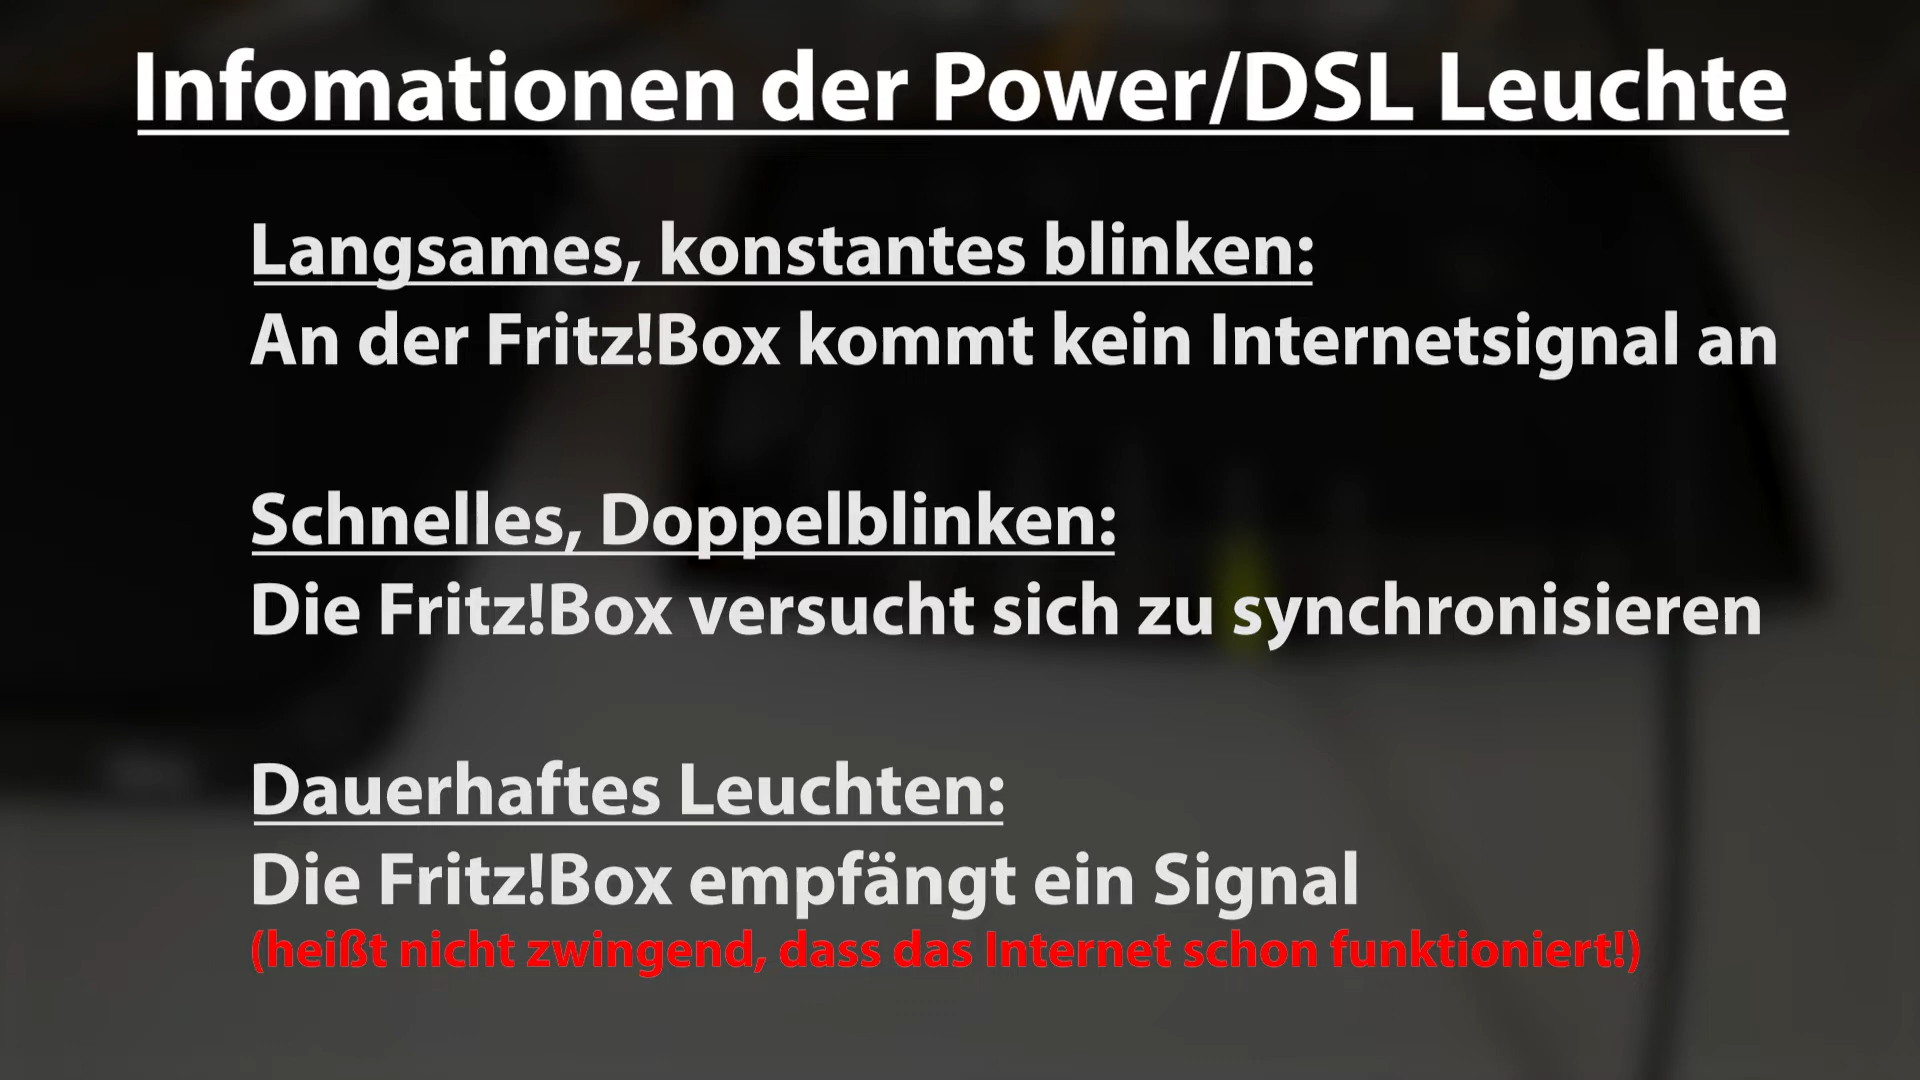 Infomationen der Power/DSL Leuchte
Langsames, konstantes blinken:
An der Fritz!Box kommt kein Internetsignal an
Schnelles, Doppelblinken:
Die Fritz!Box versucht sich zu synchronisieren
Dauerhaftes Leuchten:
Die Fritz!Box empfängt ein Signal
(heißt nicht zwingend, dass das Internet schon funktioniert!)